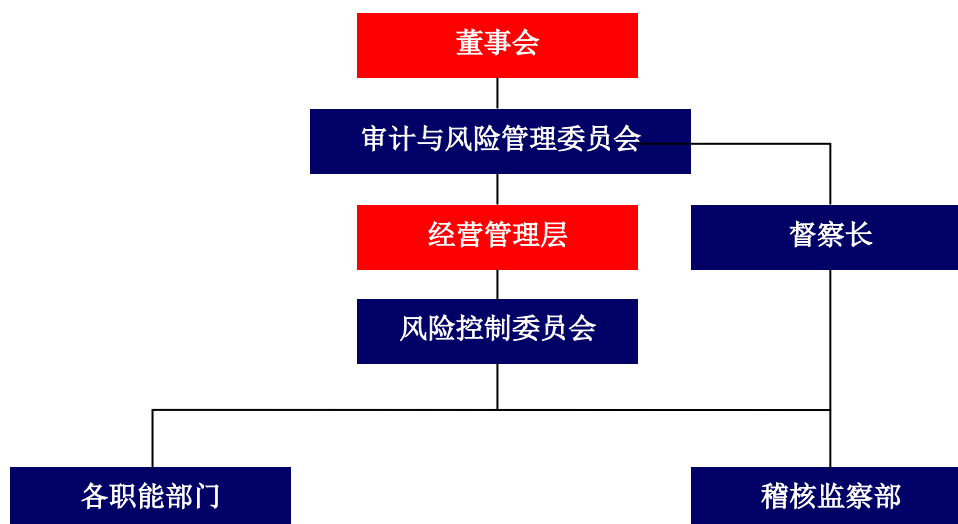 董事会
审计与风险管理委员会
经营管理层
督察长
风险控制委员会
各职能部门
稽核监察部